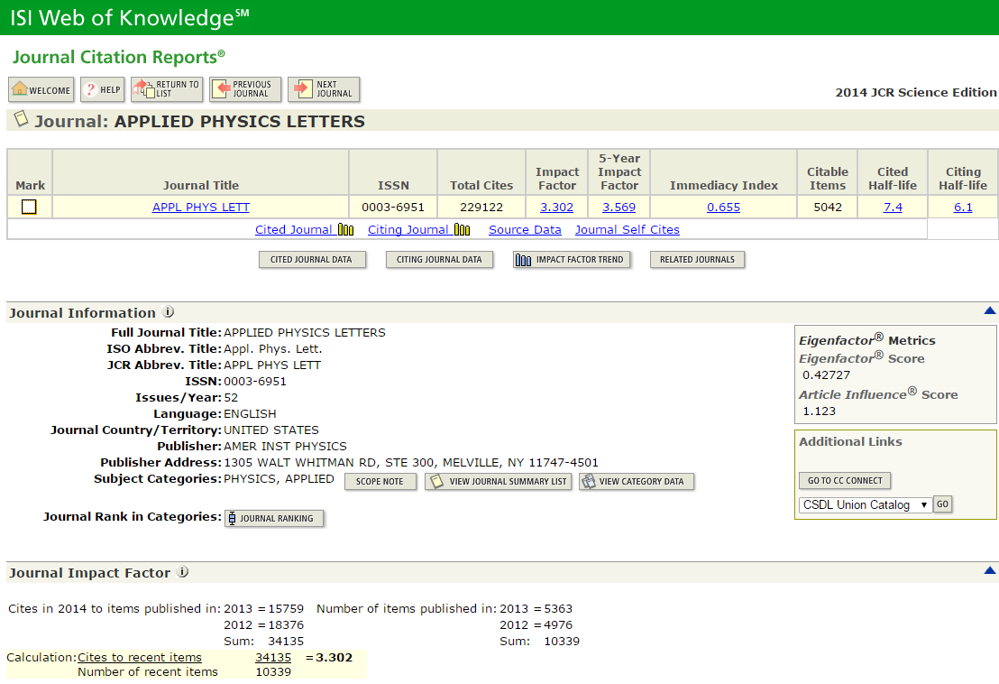 ISI Web of Knowledge℠
Journal Citation Reports®
WELCOME ? HELP RETURN TO LIST PREVIOUS JOURNAL NEXT JOURNAL
2014 JCR Science Edition
Journal: APPLIED PHYSICS LETTERS
Mark Journal Title ISSN Total Cites Impact Factor 5-Year Impact Factor Immediacy Index Citable Items Cited Half-life Citing Half-life
APPL PHYS LETT 0003-6951 229122 3.302 3.569 0.655 5042 7.4 6.1
Cited Journal Citing Journal Source Data Journal Self Cites
CITED JOURNAL DATA CITING JOURNAL DATA IMPACT FACTOR TREND RELATED JOURNALS
Journal Information i
Full Journal Title: APPLIED PHYSICS LETTERS
ISO Abbrev. Title: Appl. Phys. Lett.
JCR Abbrev. Title: APPL PHYS LETT
ISSN: 0003-6951
Issues/Year: 52
Language: ENGLISH
Journal Country/Territory: UNITED STATES
Publisher: AMER INST PHYSICS
Publisher Address: 1305 WALT WHITMAN RD, STE 300, MELVILLE, NY 11747-4501
Subject Categories: PHYSICS, APPLIED SCOPE NOTE VIEW JOURNAL SUMMARY LIST VIEW CATEGORY DATA
Journal Rank in Categories: JOURNAL RANKING
Eigenfactor® Metrics
Eigenfactor® Score
0.42727
Article Influence® Score
1.123
Additional Links
GO TO CC CONNECT
CSDL Union Catalog ▼ GO
Journal Impact Factor i
Cites in 2014 to items published in: 2013 =15759 Number of items published in: 2013 =5363
2012 =18376 2012 =4976
Sum: 34135 Sum: 10339
Calculation: Cites to recent items 34135 =3.302
Number of recent items 10339